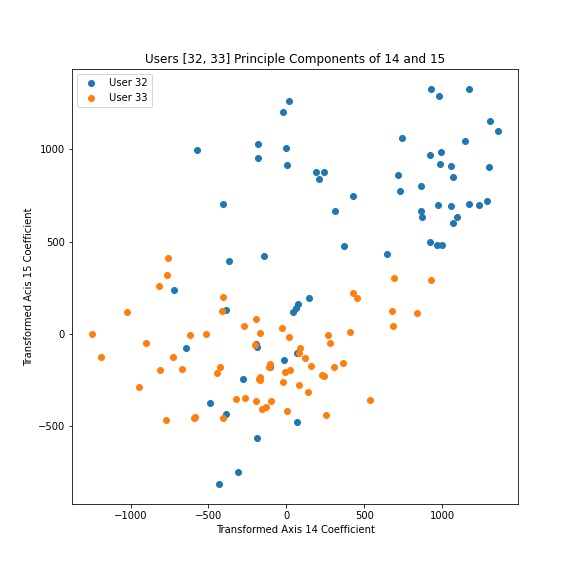 Users [32, 33] Principle Components of 14 and 15
User 32
User 33
1000
500
0
−500
Transformed Acis 15 Coefficient
−1000
−500
0
500
1000
Transformed Axis 14 Coefficient